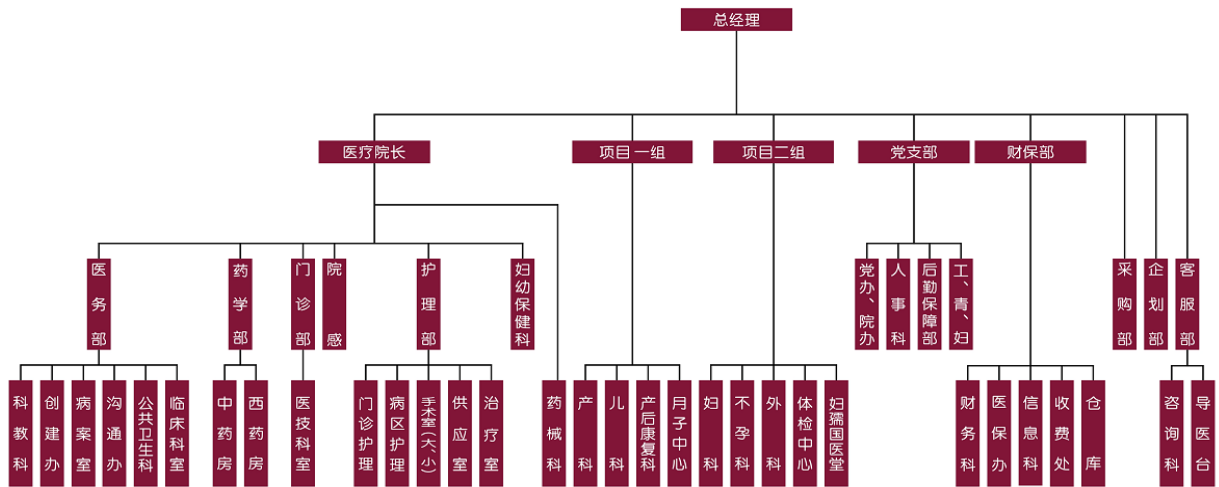 总经理
医疗院长
项目一组
项目二组
党支部
财保部
医务部
药学部
门诊部
院感
护理部
妇幼保健科
党办、院办
人事科
后勤保障部
工、青、妇
采购部
企划部
客服部
科教科
创建办
病案室
沟通办
公共卫生科
临床科室
中药房
西药房
医技科室
门诊护理
病区护理
手术室(大、小)
供应室
治疗室
药械科
产科
儿科
产后康复科
月子中心
妇科
不孕科
外科
体检中心
妇孺国医堂
财务科
医保办
信息科
收费处
仓库
咨询科
导医台